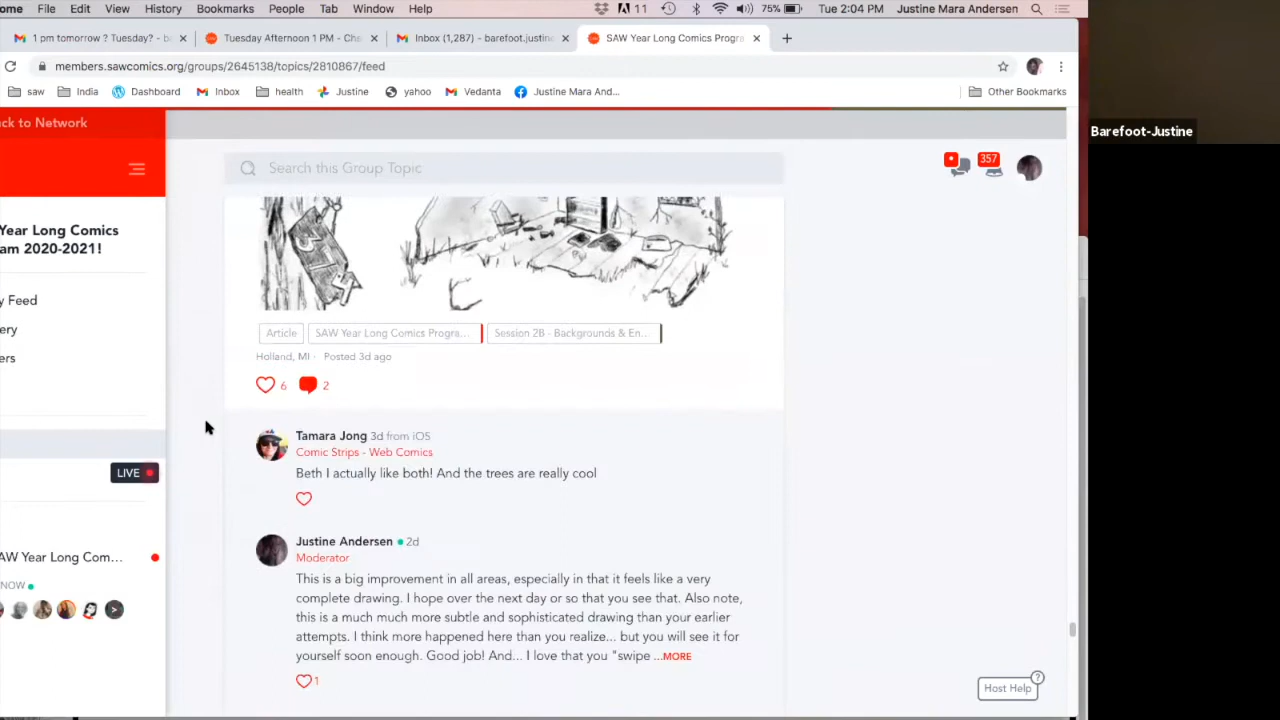 ome File Edit View History Bookmarks People Tab Window Help 11 75% Tue 2:04 PM Justine Mara Andersen
1 pm tomorrow ? Tuesday? - b Tuesday Afternoon 1 PM - Ch Inbox (1,287) - barefoot.justine SAW Year Long Comics Progra
members.sawcomics.org/groups/2645138/topics/2810867/feed
saw India Dashboard Inbox health Justine yahoo Vedanta Justine Mara And... Other Bookmarks
ck to Network
Barefoot-Justine
Search this Group Topic
357
Year Long Comics
am 2020-2021!
y Feed
ery
ers
LIVE
AW Year Long Com...
NOW
Article SAW Year Long Comics Progra... Session 2B - Backgrounds & En...
Holland, MI · Posted 3d ago
6 2
Tamara Jong 3d from iOS
Comic Strips - Web Comics
Beth I actually like both! And the trees are really cool
Justine Andersen 2d
Moderator
This is a big improvement in all areas, especially in that it feels like a very
complete drawing. I hope over the next day or so that you see that. Also note,
this is a much much more subtle and sophisticated drawing than your earlier
attempts. I think more happened here than you realize... but you will see it for
yourself soon enough. Good job! And... I love that you "swipe ...MORE
1
Host Help ?